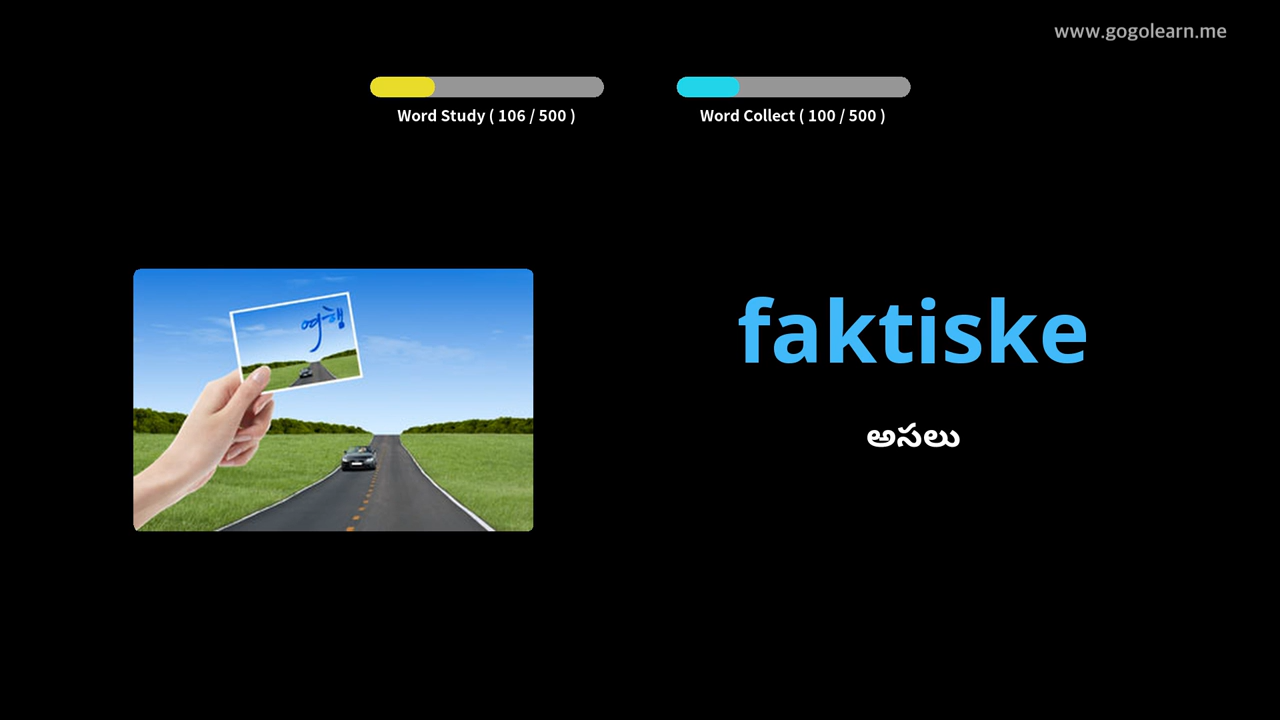 www.gogolearn.me
Word Study ( 106 / 500 )
Word Collect ( 100 / 500 )
여행
faktiske
అసలు